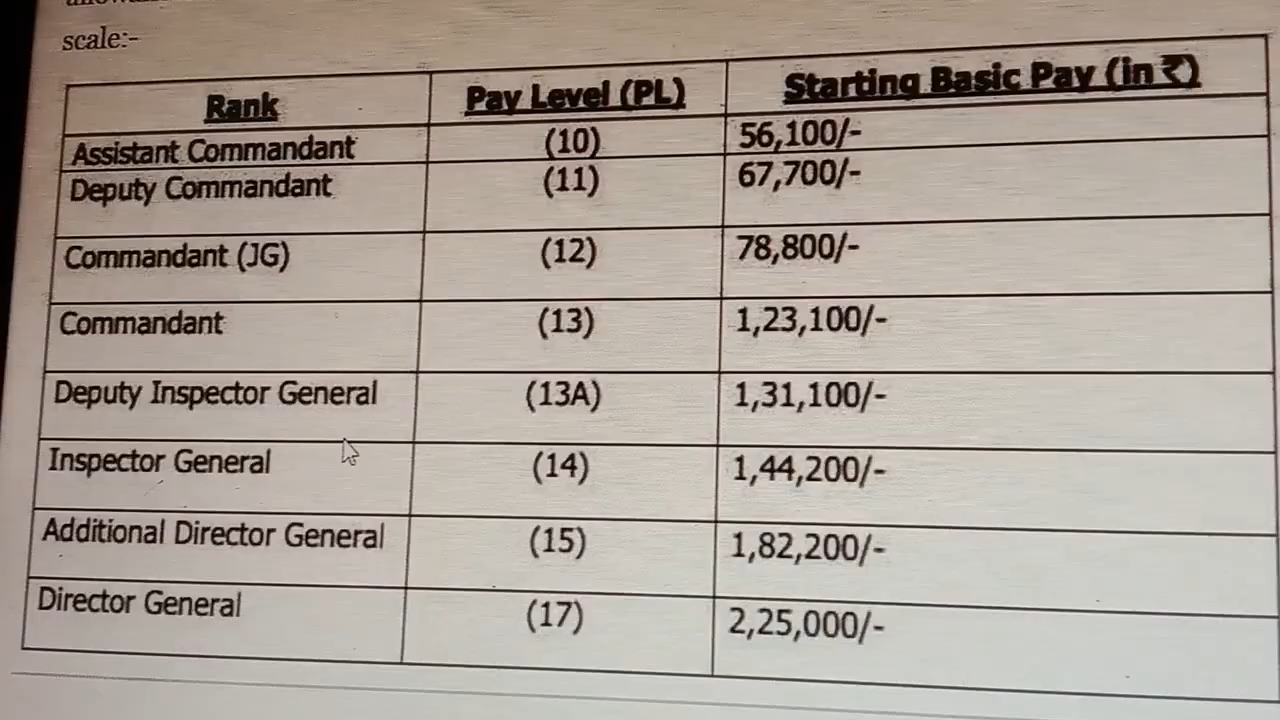 scale:-
Rank Pay Level (PL) Starting Basic Pay (in ₹)
Assistant Commandant (10) 56,100/-
Deputy Commandant (11) 67,700/-
Commandant (JG) (12) 78,800/-
Commandant (13) 1,23,100/-
Deputy Inspector General (13A) 1,31,100/-
Inspector General (14) 1,44,200/-
Additional Director General (15) 1,82,200/-
Director General (17) 2,25,000/-